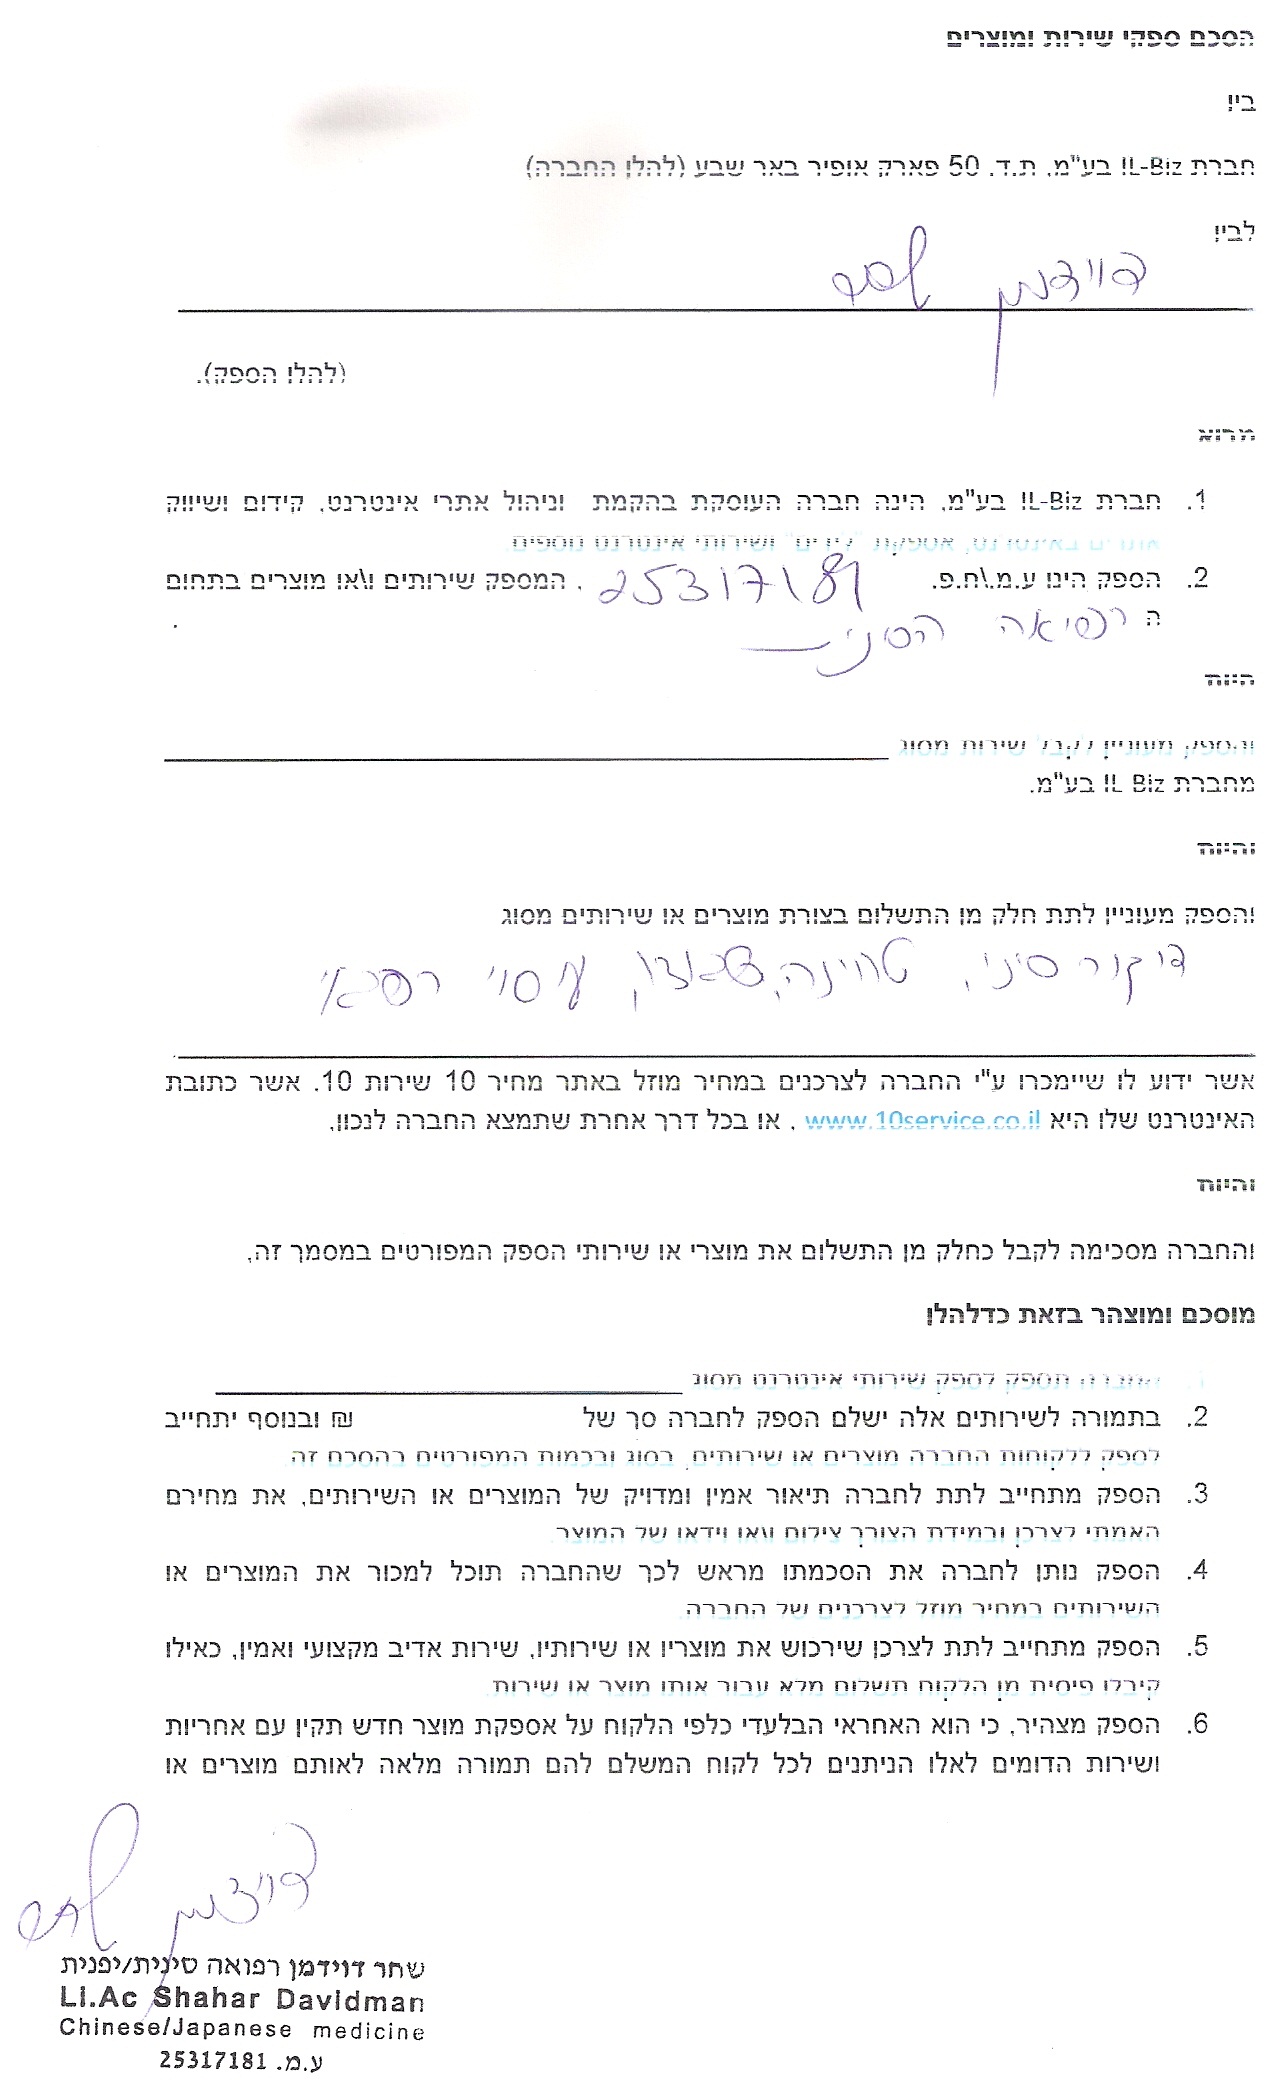 הסכם ספקי שירות ומוצרים
בין
חברת IL-Biz בע"מ, ת.ד. 50 פארק אופיר באר שבע (להלן החברה)
לבין
דוידמן שחר
(להלן הספק).
מבוא
1. חברת IL-Biz בע"מ, הינה חברה העוסקת בהקמת וניהול אתרי אינטרנט, קידום ושיווק
אתרים באינטרנט, אספקת "לידים" ושירותי אינטרנט נוספים.
2. הספק הינו ע.מ.\ח.פ. 25317181 , המספק שירותים ו\או מוצרים בתחום
ה רפואה הסינית .
היות
והספק מעוניין לקבל שירות מסוג
מחברת IL Biz בע"מ.
והיות
והספק מעוניין לתת חלק מן התשלום בצורת מוצרים או שירותים מסוג
דיקור סיני, טווינה, שיאצו, עיסוי רפואי
אשר ידוע לו שיימכרו ע"י החברה לצרכנים במחיר מוזל באתר מחיר 10 שירות 10. אשר כתובת
האינטרנט שלו היא www.10service.co.il , או בכל דרך אחרת שתמצא החברה לנכון,
והיות
והחברה מסכימה לקבל כחלק מן התשלום את מוצרי או שירותי הספק המפורטים במסמך זה,
מוסכם ומוצהר בזאת כדלהלן
1. החברה תספק לספק שירותי אינטרנט מסוג
2. בתמורה לשירותים אלה ישלם הספק לחברה סך של ₪ ובנוסף יתחייב
לספק ללקוחות החברה מוצרים או שירותים, בסוג ובכמות המפורטים בהסכם זה.
3. הספק מתחייב לתת לחברה תיאור אמין ומדויק של המוצרים או השירותים, את מחירם
האמתי לצרכן ובמידת הצורך צילום ו\או וידאו של המוצר.
4. הספק נותן לחברה את הסכמתו מראש לכך שהחברה תוכל למכור את המוצרים או
השירותים במחיר מוזל לצרכנים של החברה.
5. הספק מתחייב לתת לצרכן שירכוש את מוצריו או שירותיו, שירות אדיב מקצועי ואמין, כאילו
קיבלו פיסית מן הלקוח תשלום מלא עבור אותו מוצר או שירות.
6. הספק מצהיר, כי הוא האחראי הבלעדי כלפי הלקוח על אספקת מוצר חדש תקין עם אחריות
ושירות הדומים לאלו הניתנים לכל לקוח המשלם להם תמורה מלאה לאותם מוצרים או
דוידמן שחר
שחר דוידמן רפואה סינית/יפנית
Li.Ac Shahar Davidman
Chinese/Japanese medicine
ע.מ. 25317181